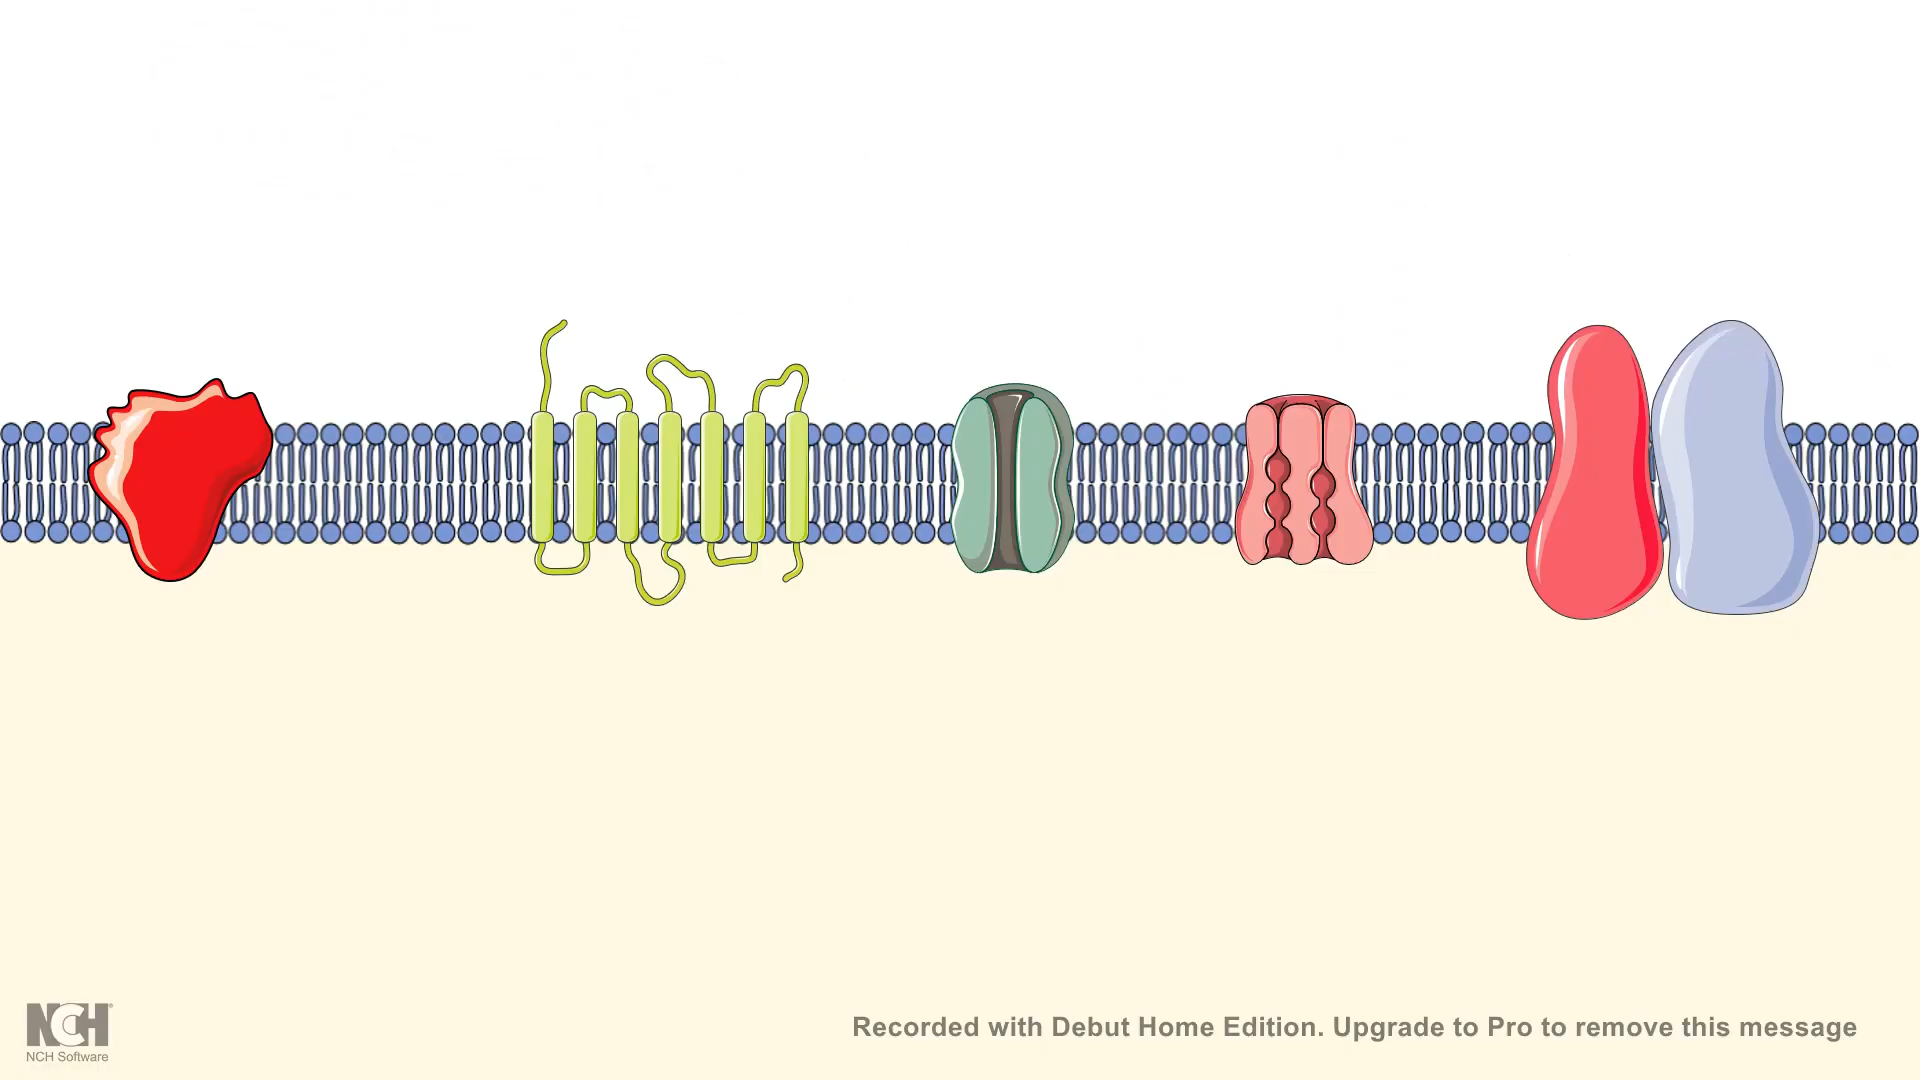 NCH®
NCH Software
Recorded with Debut Home Edition. Upgrade to Pro to remove this message